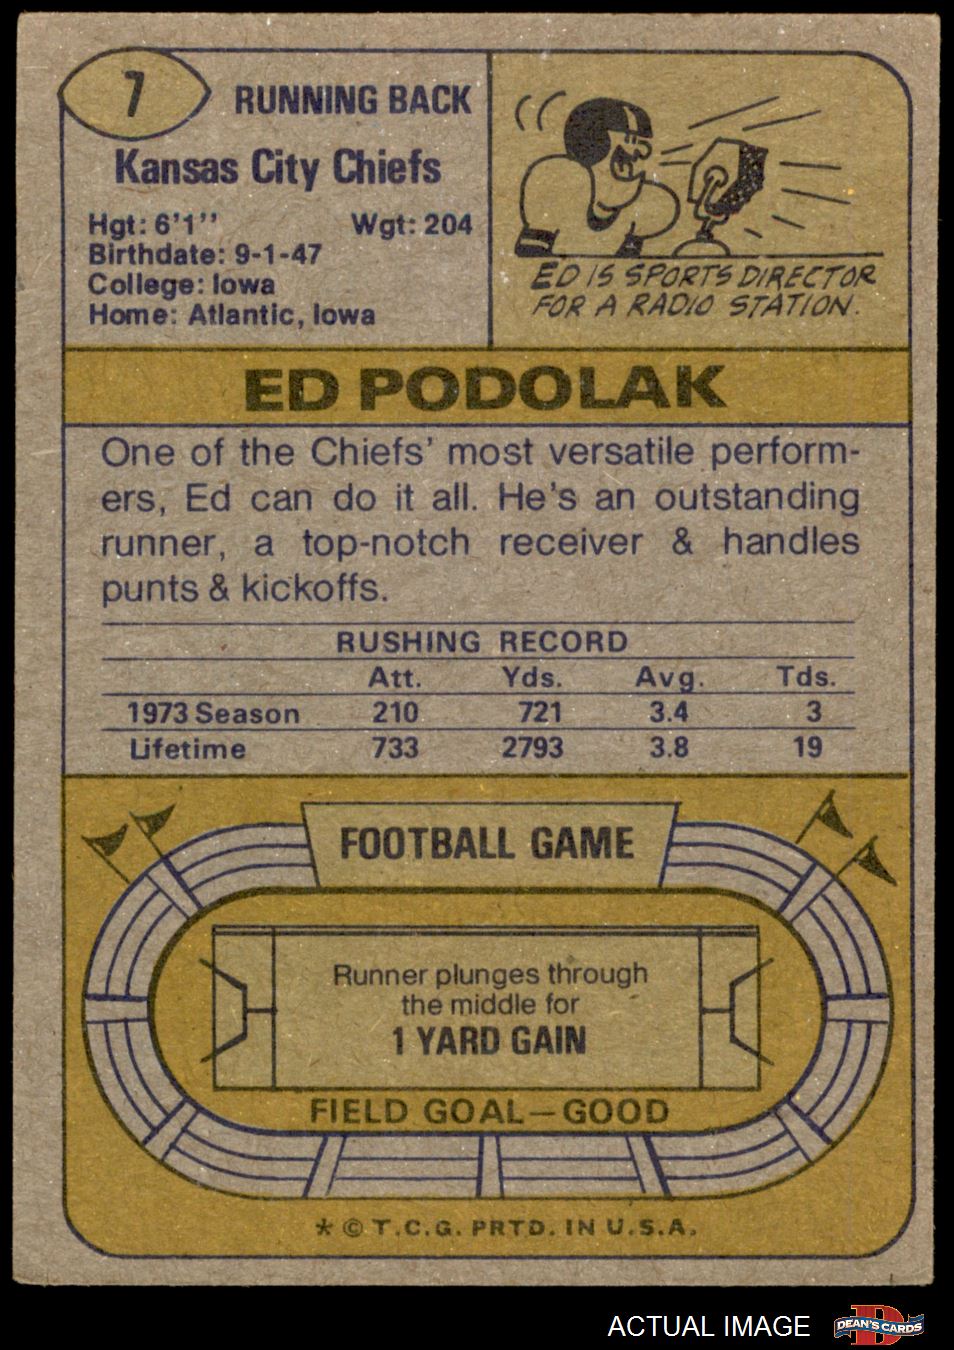 7
RUNNING BACK
Kansas City Chiefs
Hgt: 6'1'' Wgt: 204
Birthdate: 9-1-47
College: Iowa
Home: Atlantic, Iowa
ED IS SPORTS DIRECTOR
FOR A RADIO STATION.
ED PODOLAK
One of the Chiefs' most versatile perform-
ers, Ed can do it all. He's an outstanding
runner, a top-notch receiver & handles
punts & kickoffs.
RUSHING RECORD
Att. Yds. Avg. Tds.
1973 Season 210 721 3.4 3
Lifetime 733 2793 3.8 19
FOOTBALL GAME
Runner plunges through
the middle for
1 YARD GAIN
FIELD GOAL—GOOD
* © T.C.G. PRTD. IN U.S.A.
ACTUAL IMAGE
D
DEAN'S CARDS